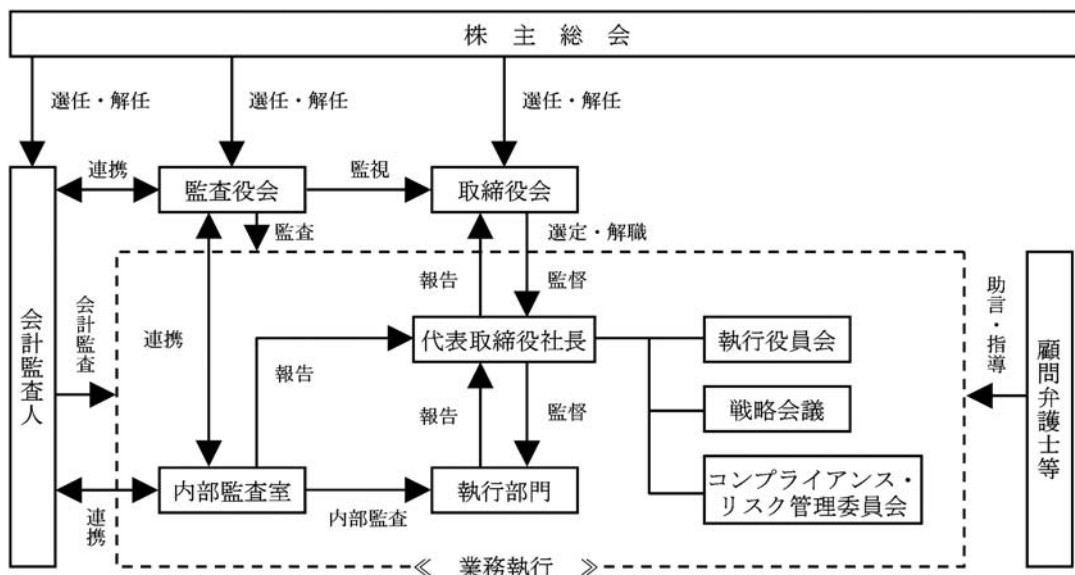 株主総会
選任・解任
選任・解任
選任・解任
連携
監査役会
監視
取締役会
監査
選定・解職
報告
監督
会計監査人
会計監査
連携
報告
代表取締役社長
執行役員会
助言・指導
顧問弁護士等
報告
監督
戦略会議
内部監査室
執行部門
コンプライアンス・
リスク管理委員会
連携
内部監査
≪ 業務執行 ≫